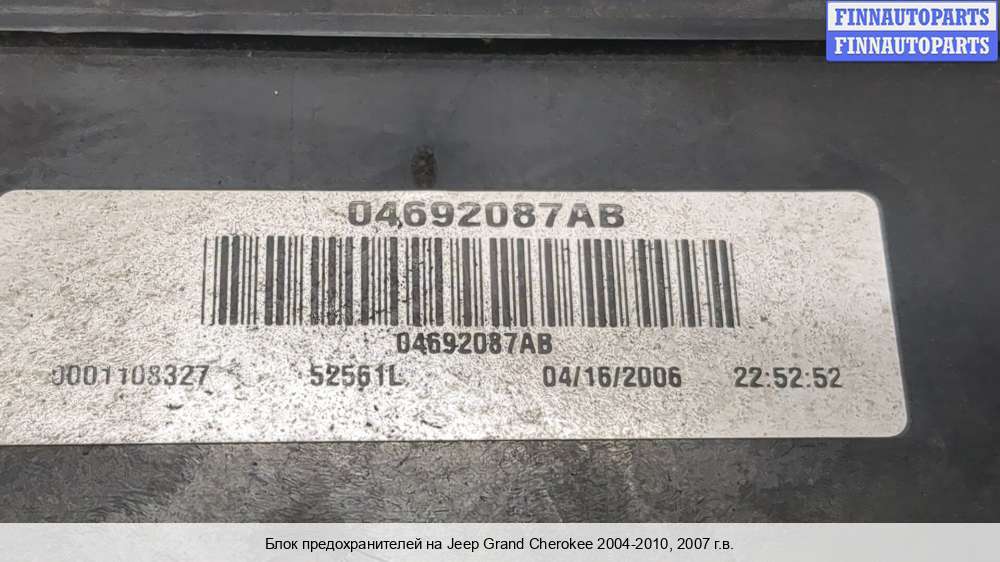 FINNAUTOPARTS
FINNAUTOPARTS
04692087AB
04692087AB
0001108327 52561L 04/16/2006 22:52:52
Блок предохранителей на Jeep Grand Cherokee 2004-2010, 2007 г.в.